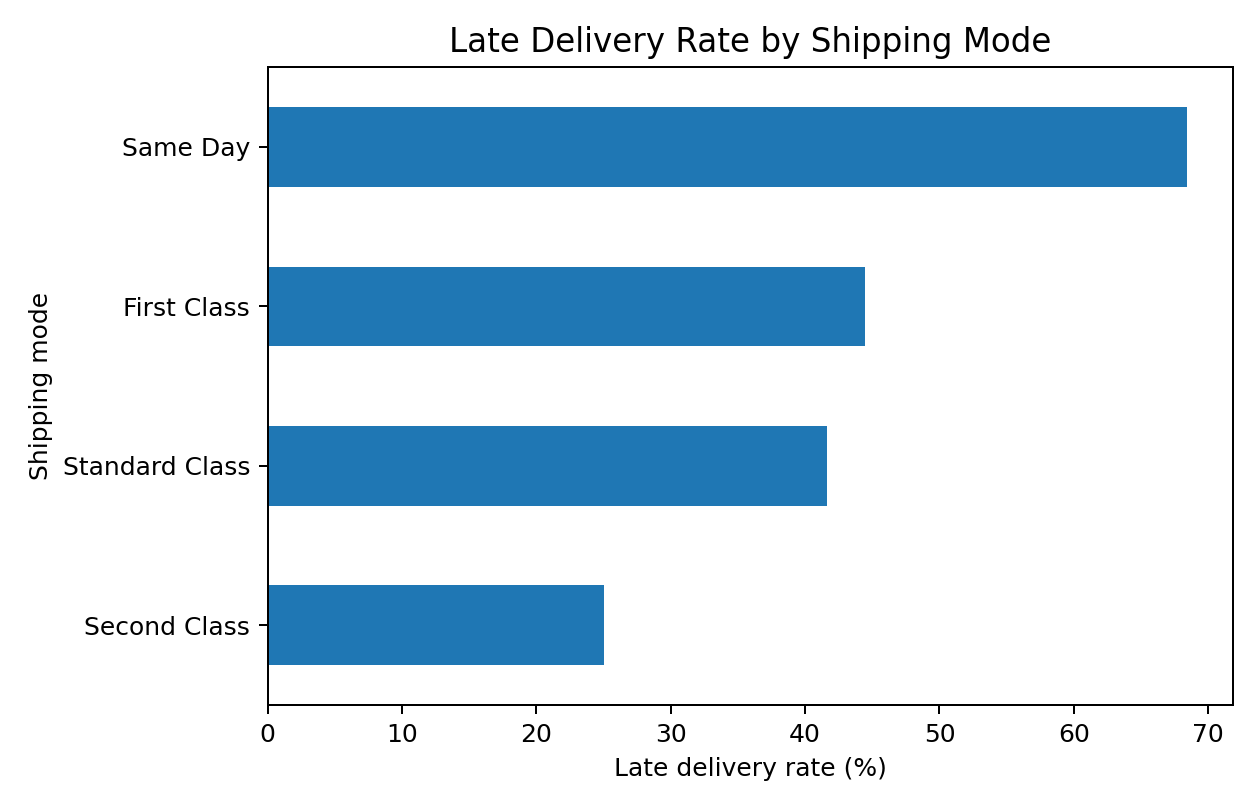 Late Delivery Rate by Shipping Mode
Shipping mode
Same Day
First Class
Standard Class
Second Class
0 10 20 30 40 50 60 70
Late delivery rate (%)